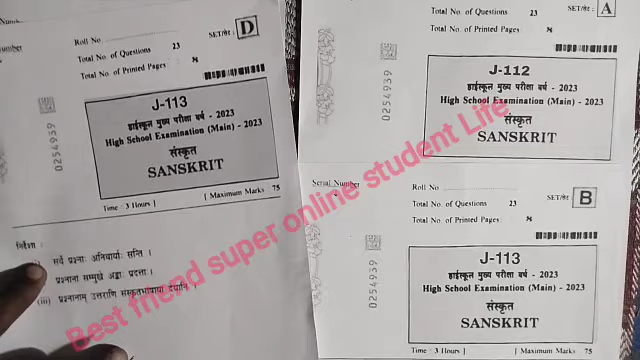 Number
Roll No.
SET/सेट : D
Total No. of Questions 23
Total No. of Printed Pages 8
0254939
J-113
हाईस्कूल मुख्य परीक्षा वर्ष - 2023
High School Examination (Main) - 2023
संस्कृत
SANSKRIT
Time : 3 Hours ] [ Maximum Marks 75
निर्देशाः
सर्वे प्रश्नाः अनिवार्याः सन्ति ।
प्रश्नानां सम्मुखे अङ्काः प्रदत्ताः ।
(iii) प्रश्नानाम् उत्तराणि संस्कृतभाषायां देयानि ।
Total No. of Questions 23
SET/सेट : A
Total No. of Printed Pages 8
0254939
J-112
हाईस्कूल मुख्य परीक्षा वर्ष - 2023
High School Examination (Main) - 2023
संस्कृत
SANSKRIT
Serial Number
Roll No.
Total No. of Questions 23
SET/सेट : B
Total No. of Printed Pages 8
0254939
J-113
हाईस्कूल मुख्य परीक्षा वर्ष - 2023
High School Examination (Main) - 2023
संस्कृत
SANSKRIT
Time : 3 Hours ] [ Maximum Marks 75
Best friend super online student Life